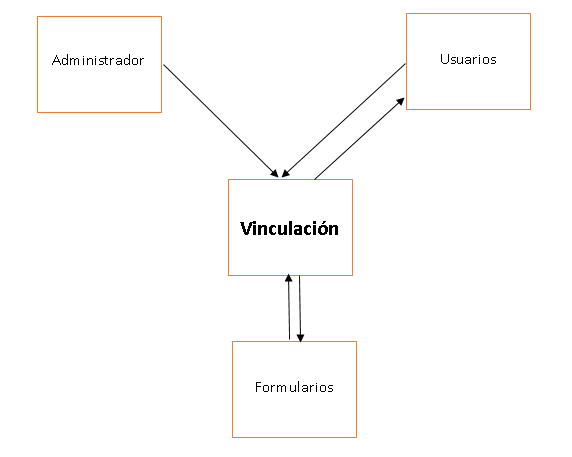 Administrador
Usuarios
Vinculación
Formularios